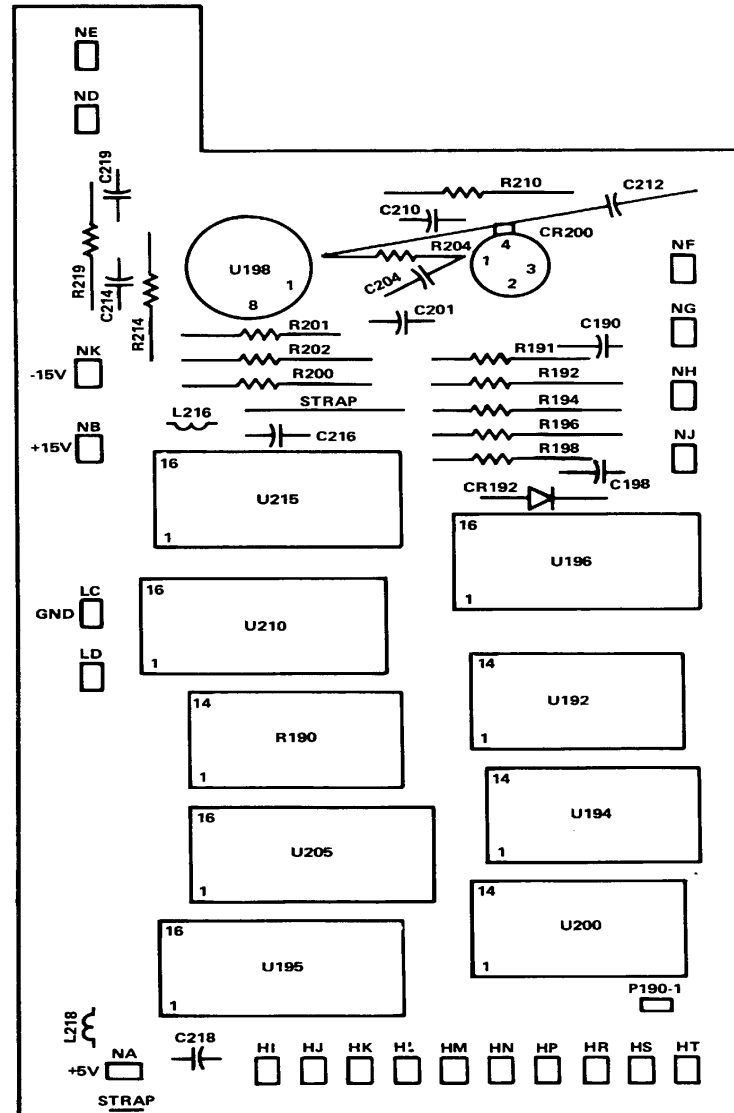 NE
ND
C219
R210
C212
C210
CR200
R204
4
1
3
2
U198
1
8
C204
NF
R219
C214
R214
C201
R201
C190
NG
R202
R191
NK
-15V
R200
R192
NH
STRAP
R194
L216
NB
+15V
C216
R196
NJ
R198
16
U215
1
C198
CR192
16
U196
1
LC
GND
16
U210
1
LD
14
U192
1
14
R190
1
14
U194
1
16
U205
1
14
U200
1
16
U195
1
P190-1
L218
C218
NA
+5V
HI
HJ
HK
HM
HN
HP
HR
HS
HT
STRAP